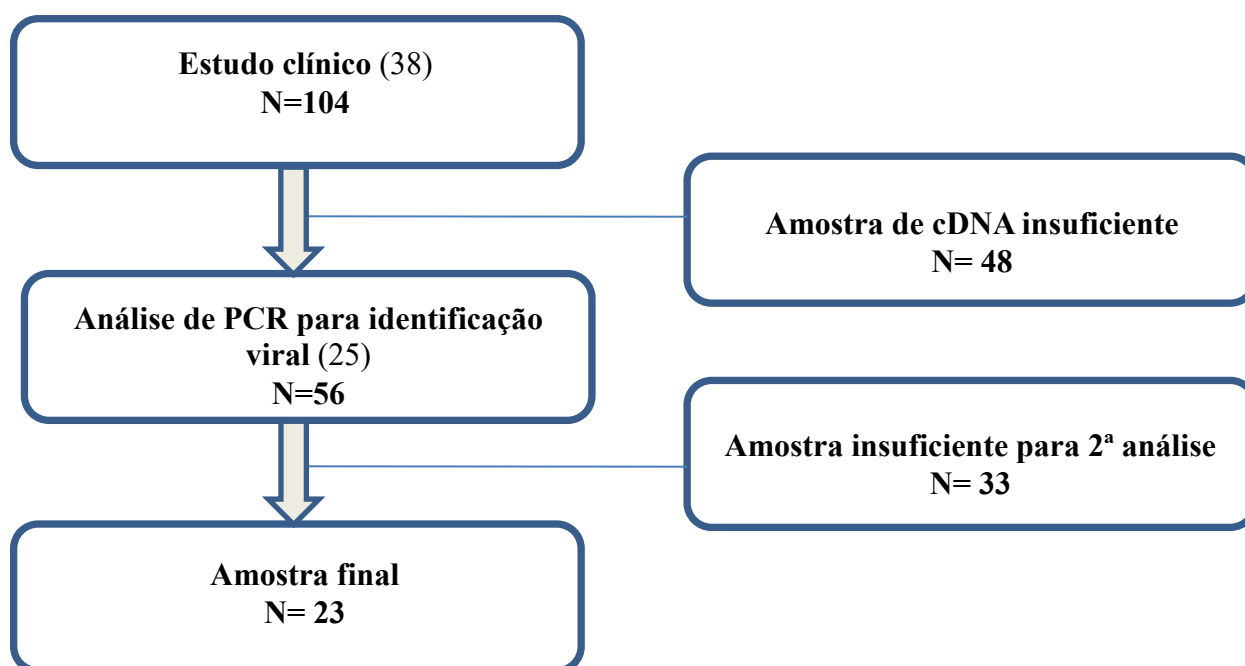 Estudo clínico (38)
N=104
Amostra de cDNA insuficiente
N= 48
Análise de PCR para identificação
viral (25)
N=56
Amostra insuficiente para 2ª análise
N= 33
Amostra final
N= 23